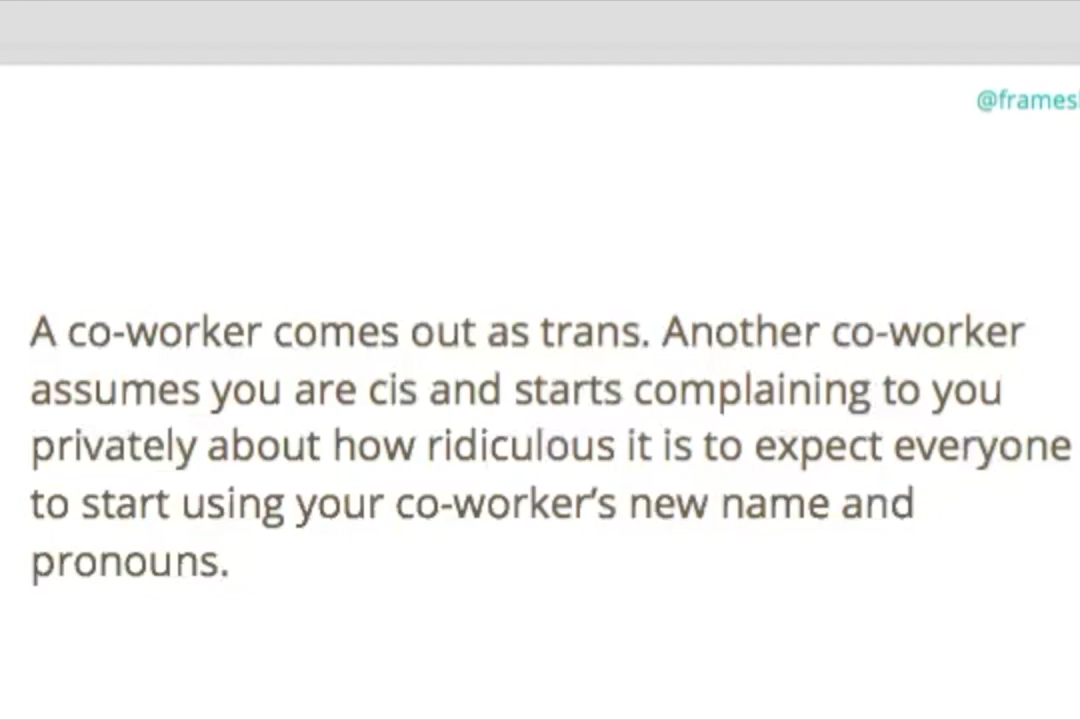 @frames
A co-worker comes out as trans. Another co-worker
assumes you are cis and starts complaining to you
privately about how ridiculous it is to expect everyone
to start using your co-worker’s new name and
pronouns.